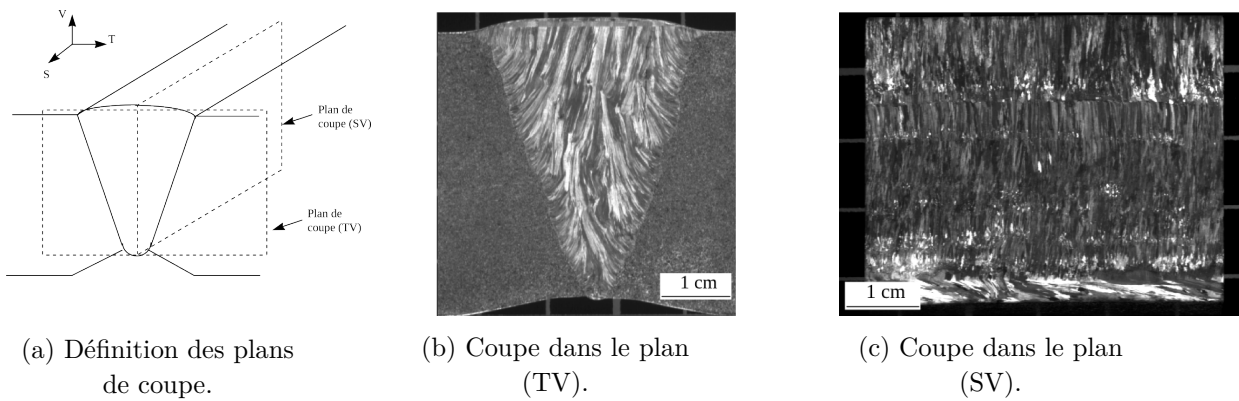 V
T
S
Plan de
coupe (SV)
Plan de
coupe (TV)
1 cm
1 cm
(a) Définition des plans
de coupe.
(b) Coupe dans le plan
(TV).
(c) Coupe dans le plan
(SV).